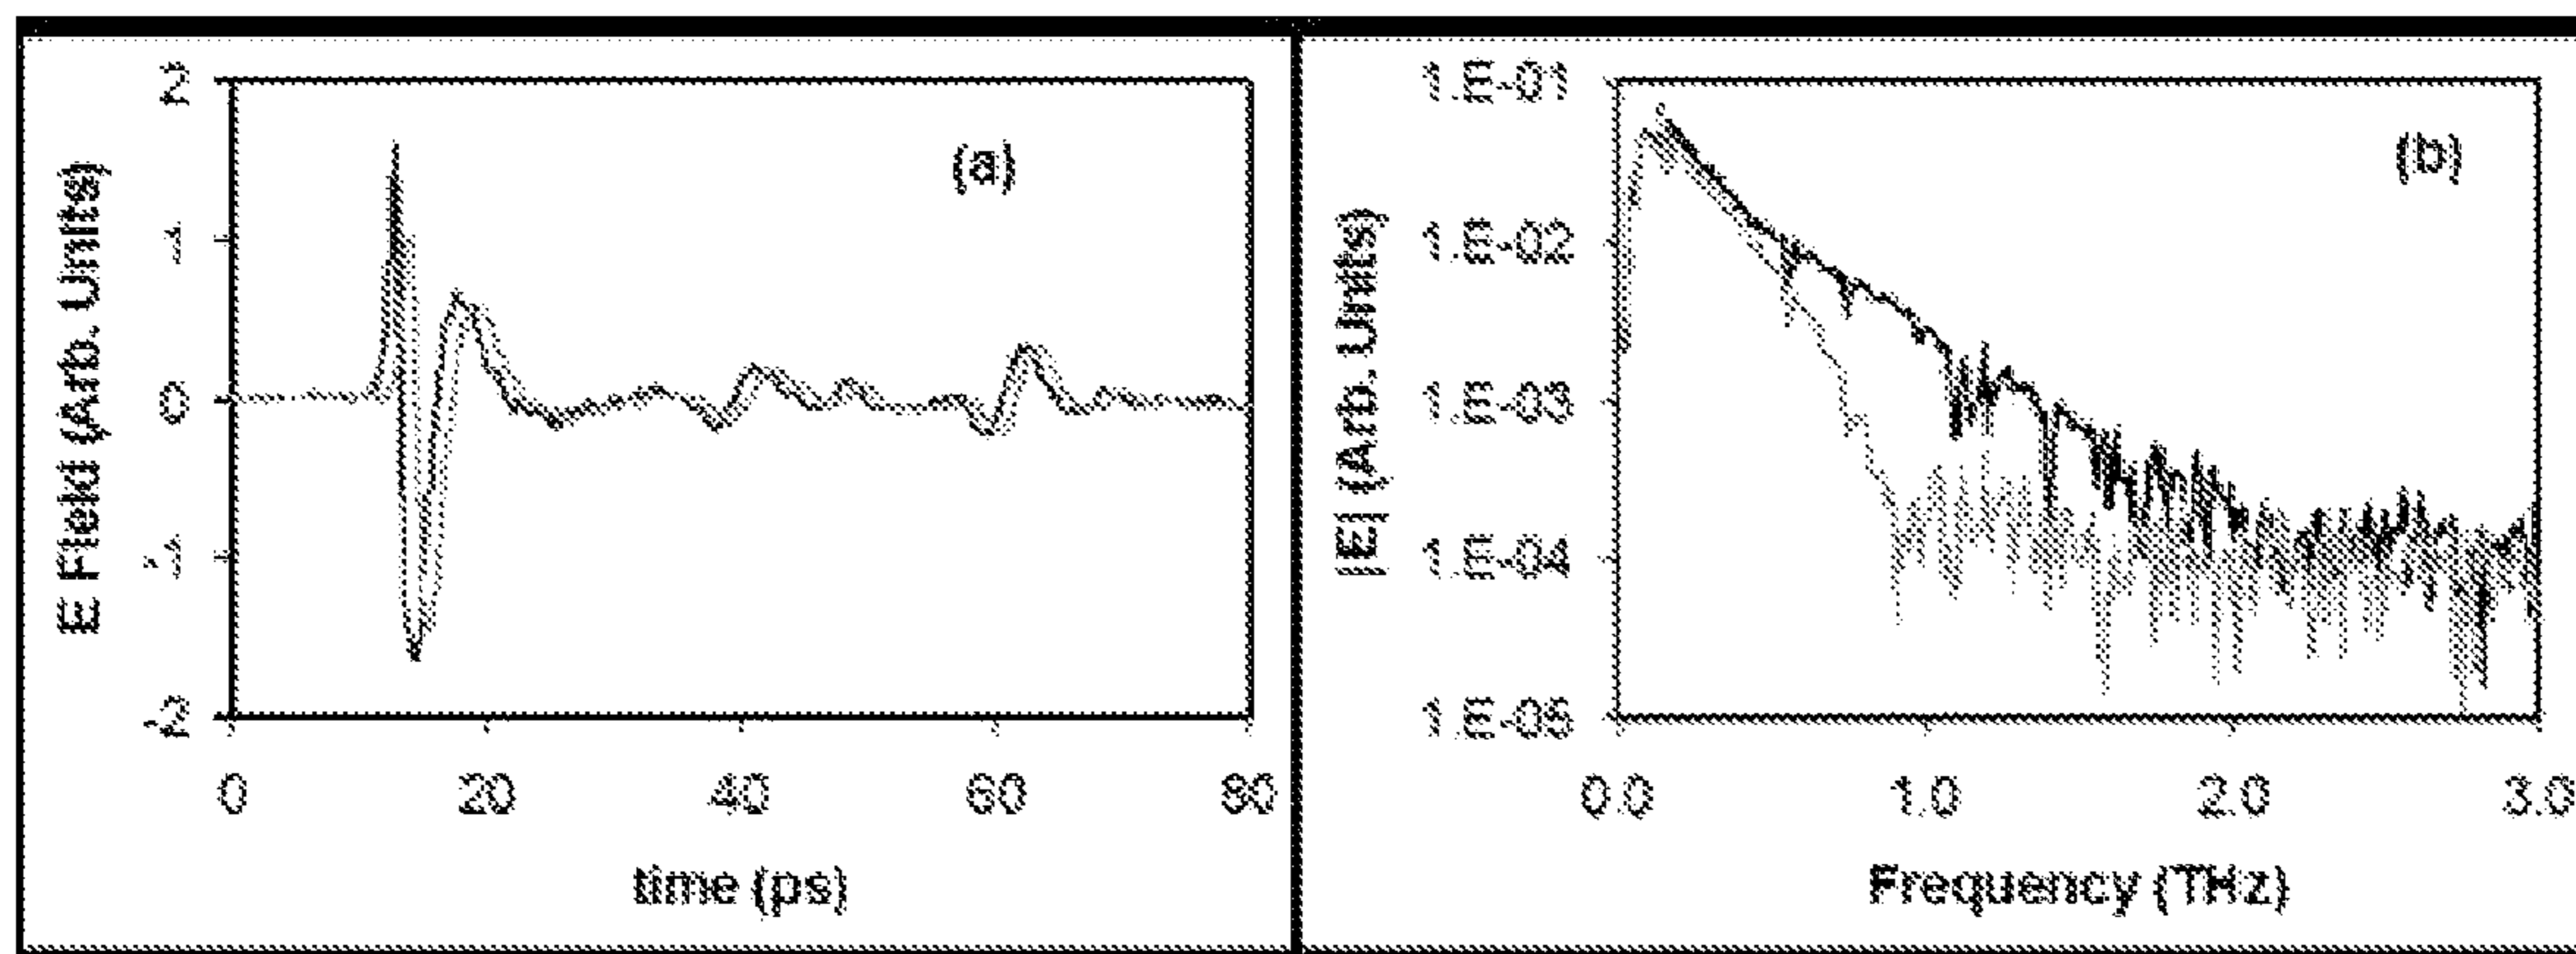 E Field (Arb. Units)
2
1
0
-1
-2
(a)
0 20 40 60 80
time (ps)
|E| (Arb. Units)
1.E-01
1.E-02
1.E-03
1.E-04
1.E-05
(b)
0.0 1.0 2.0 3.0
Frequency (THz)